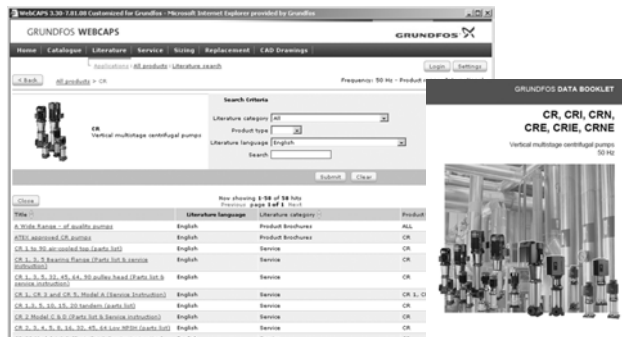 WebCAPS 3.30-7.01.08 Customized for Grundfos - Microsoft Internet Explorer provided by Grundfos
GRUNDFOS WEBCAPS
GRUNDFOS
Home Catalogue Literature Service Sizing Replacement CAD Drawings
Applications All products Literature search
Login Settings
< Back All products > CR
Frequency: 50 Hz - Product
Search Criteria
CR
Vertical multistage centrifugal pumps
Literature category All
Product type
Literature language English
Search
Submit Clear
Close
Now showing 1-50 of 50 hits
Previous page 1 of 1 Next
Title Literature language Literature category Product
A Wide Range - of quality pumps English Product Brochures ALL
ATEX approved CR pumps English Product Brochures CR
CR 1 to 90 air-cooled top (parts list) English Service CR
CR 1, 3, 5 Bearing flange (Parts list & service instruction) English Service CR
CR 1, 3, 5, 32, 45, 64, 90 pulley head (Parts list & service instruction) English Service CR
CR 1, CR 3 and CR 5, Model A (Service Instruction) English Service CR 1, C
CR 1, 3, 5, 10, 15, 20 tandem (parts list) English Service CR
CR 2 Model C & D (Parts list & Service instruction) English Service CR
CR 2, 3, 4, 5, 8, 16, 32, 45, 64 Low NPSH (parts list) English Service CR
GRUNDFOS DATA BOOKLET
CR, CRI, CRN,
CRE, CRIE, CRNE
Vertical multistage centrifugal pumps
50 Hz